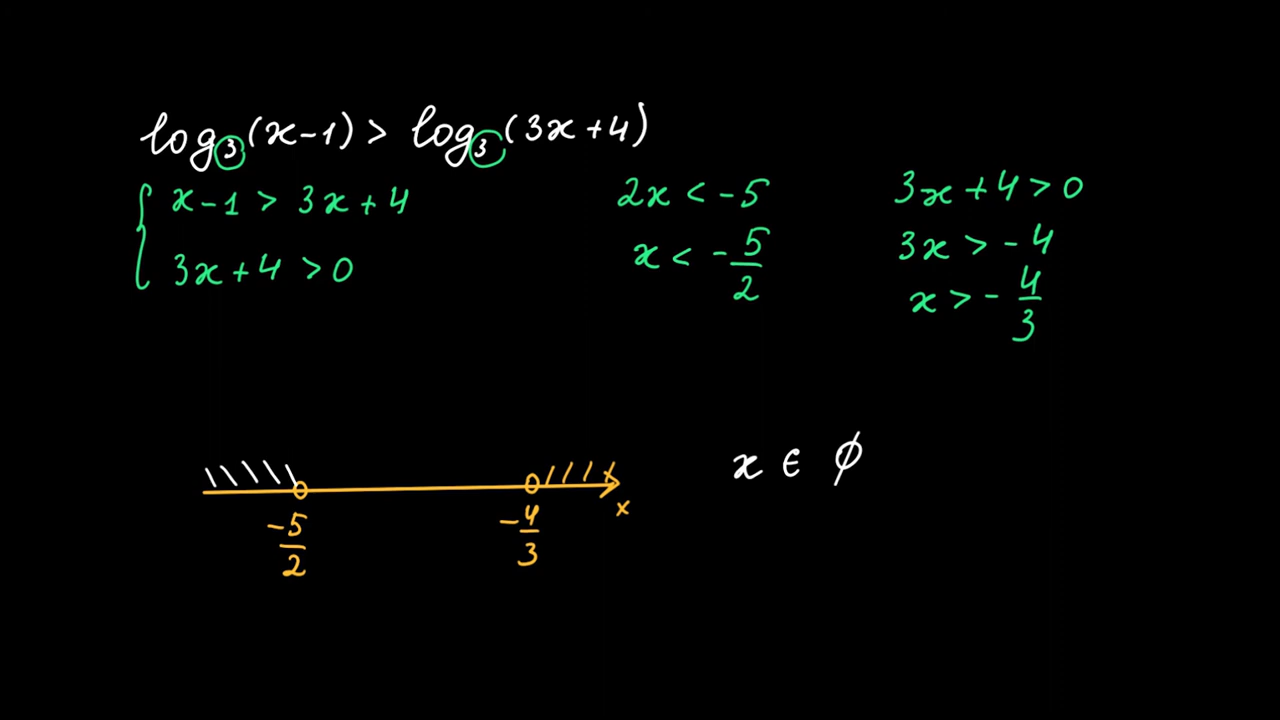 log₃(x-1) > log₃(3x+4)
x-1 > 3x+4
3x+4 > 0
2x < -5
x < -5/2
3x+4 > 0
3x > -4
x > -4/3
-5/2
-4/3
x
x ∈ ∅